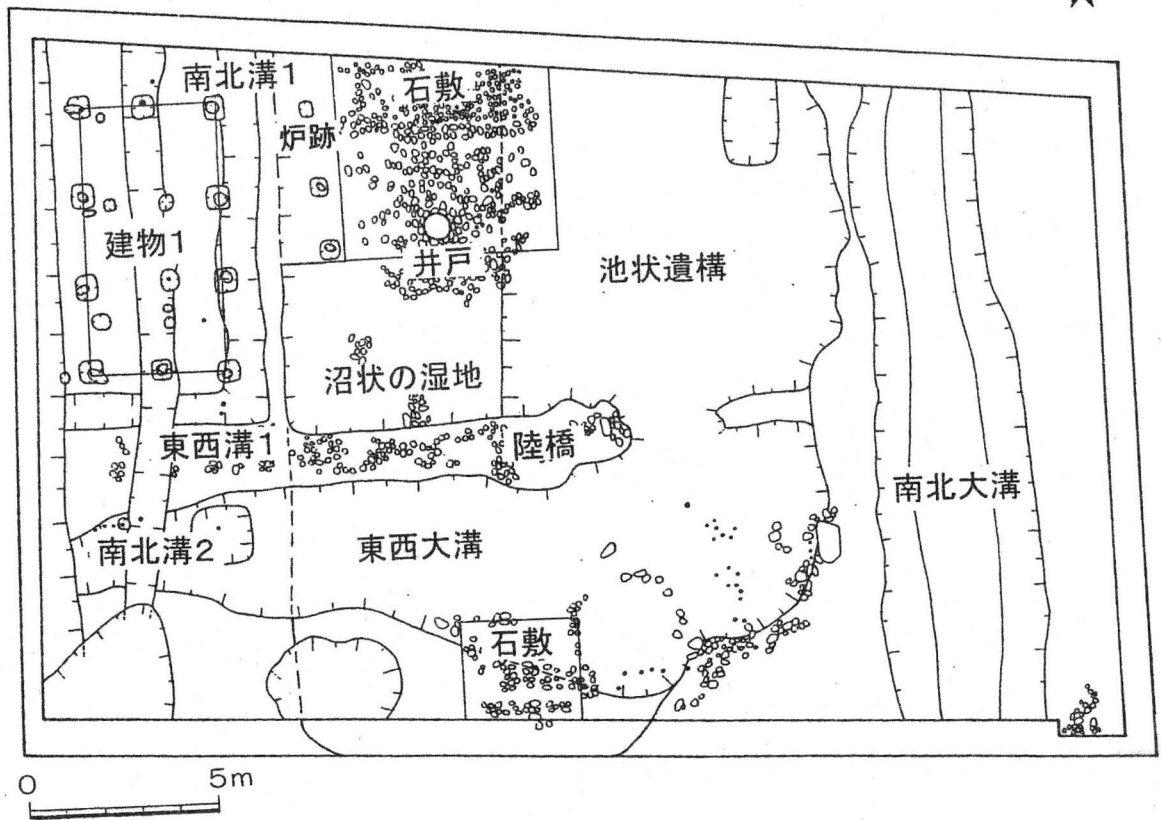 南北溝1
石敷
炉跡
建物1
井戸
池状遺構
沼状の湿地
東西溝1
陸橋
南北大溝
南北溝2
東西大溝
石敷
0 5m